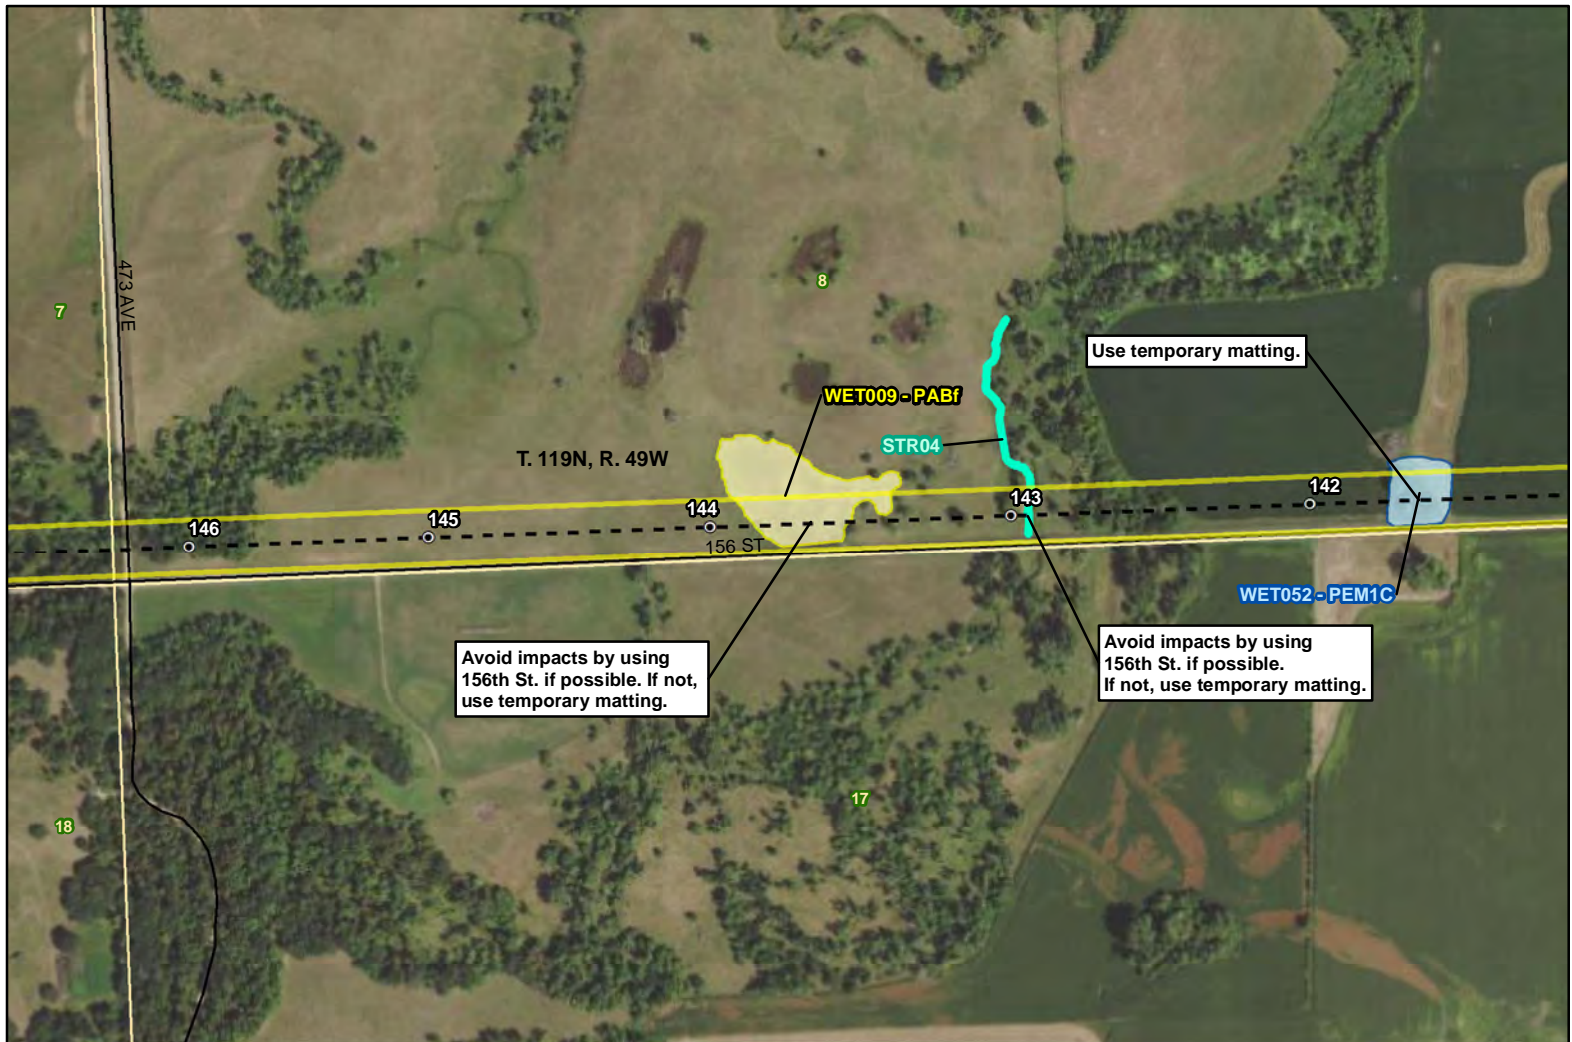 473 AVE
7
8
Use temporary matting.
WET009 - PABf
STR04
T. 119N, R. 49W
146
145
144
143
142
156 ST
WET052 - PEM1C
Avoid impacts by using
156th St. if possible. If not,
use temporary matting.
Avoid impacts by using
156th St. if possible.
If not, use temporary matting.
17
18